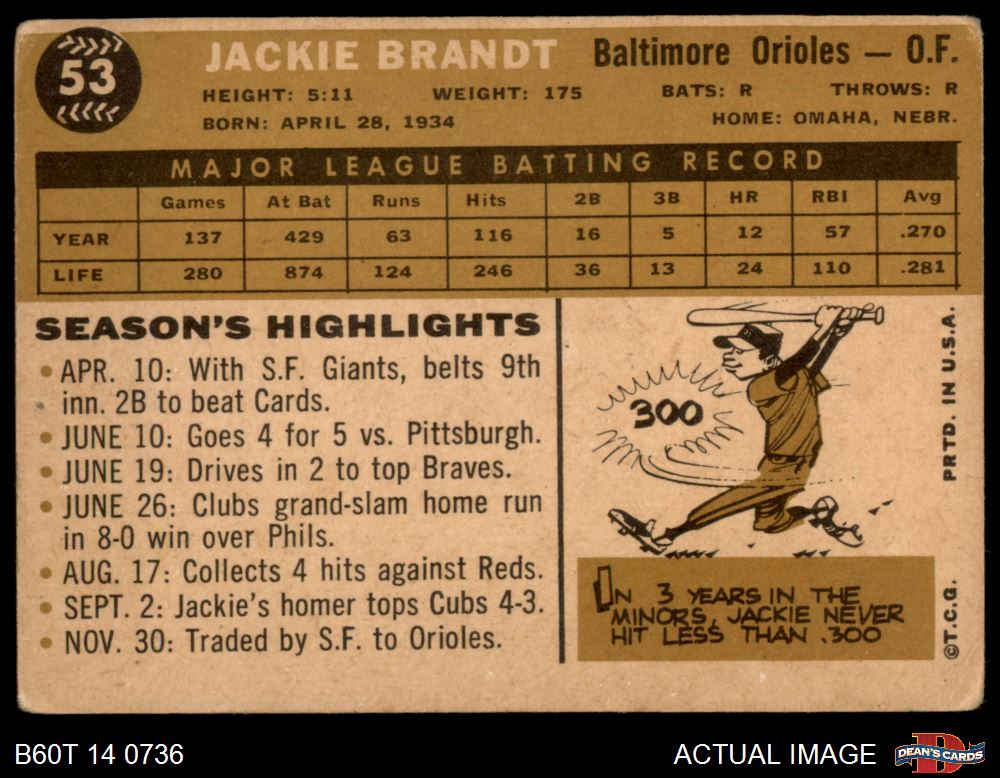 53
JACKIE BRANDT Baltimore Orioles — O.F.
HEIGHT: 5:11 WEIGHT: 175 BATS: R THROWS: R
BORN: APRIL 28, 1934 HOME: OMAHA, NEBR.
MAJOR LEAGUE BATTING RECORD
Games At Bat Runs Hits 2B 3B HR RBI Avg
YEAR 137 429 63 116 16 5 12 57 .270
LIFE 280 874 124 246 36 13 24 110 .281
SEASON'S HIGHLIGHTS
• APR. 10: With S.F. Giants, belts 9th
inn. 2B to beat Cards.
• JUNE 10: Goes 4 for 5 vs. Pittsburgh.
• JUNE 19: Drives in 2 to top Braves.
• JUNE 26: Clubs grand-slam home run
in 8-0 win over Phils.
• AUG. 17: Collects 4 hits against Reds.
• SEPT. 2: Jackie's homer tops Cubs 4-3.
• NOV. 30: Traded by S.F. to Orioles.
300
IN 3 YEARS IN THE
MINORS, JACKIE NEVER
HIT LESS THAN .300
©T.C.G. PRTD. IN U.S.A.
B60T 14 0736 ACTUAL IMAGE DEAN'S CARDS